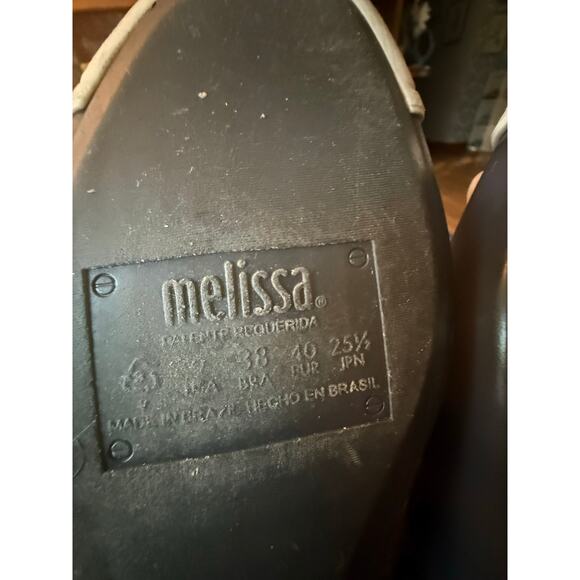 melissa®
PATENTE REQUERIDA
38 40 25½
BRA EUR JPN
MADE IN BRAZIL HECHO EN BRASIL